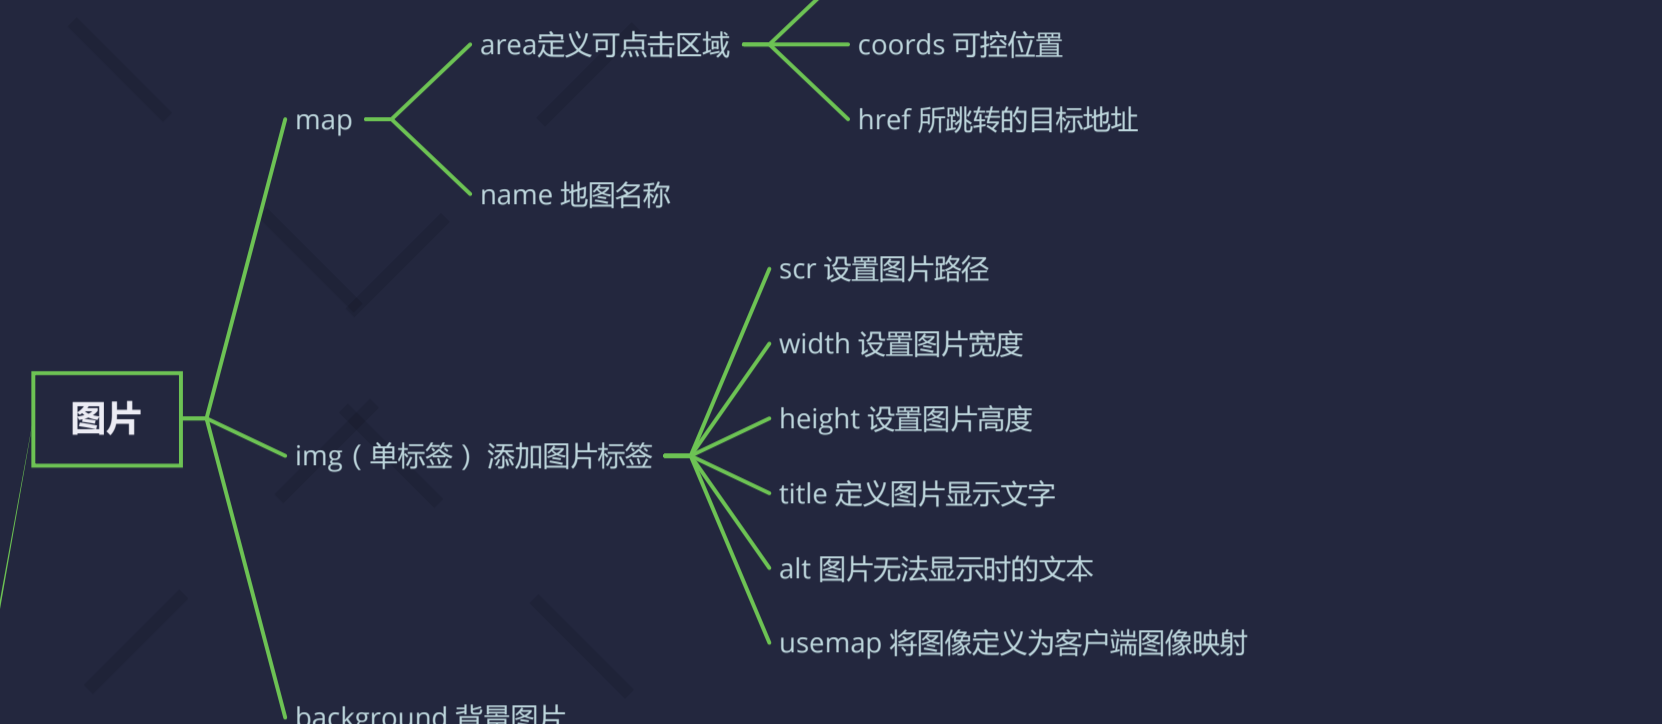 area定义可点击区域
coords 可控位置
map
href 所跳转的目标地址
name 地图名称
scr 设置图片路径
width 设置图片宽度
图片
height 设置图片高度
img（单标签） 添加图片标签
title 定义图片显示文字
alt 图片无法显示时的文本
usemap 将图像定义为客户端图像映射
background 背景图片